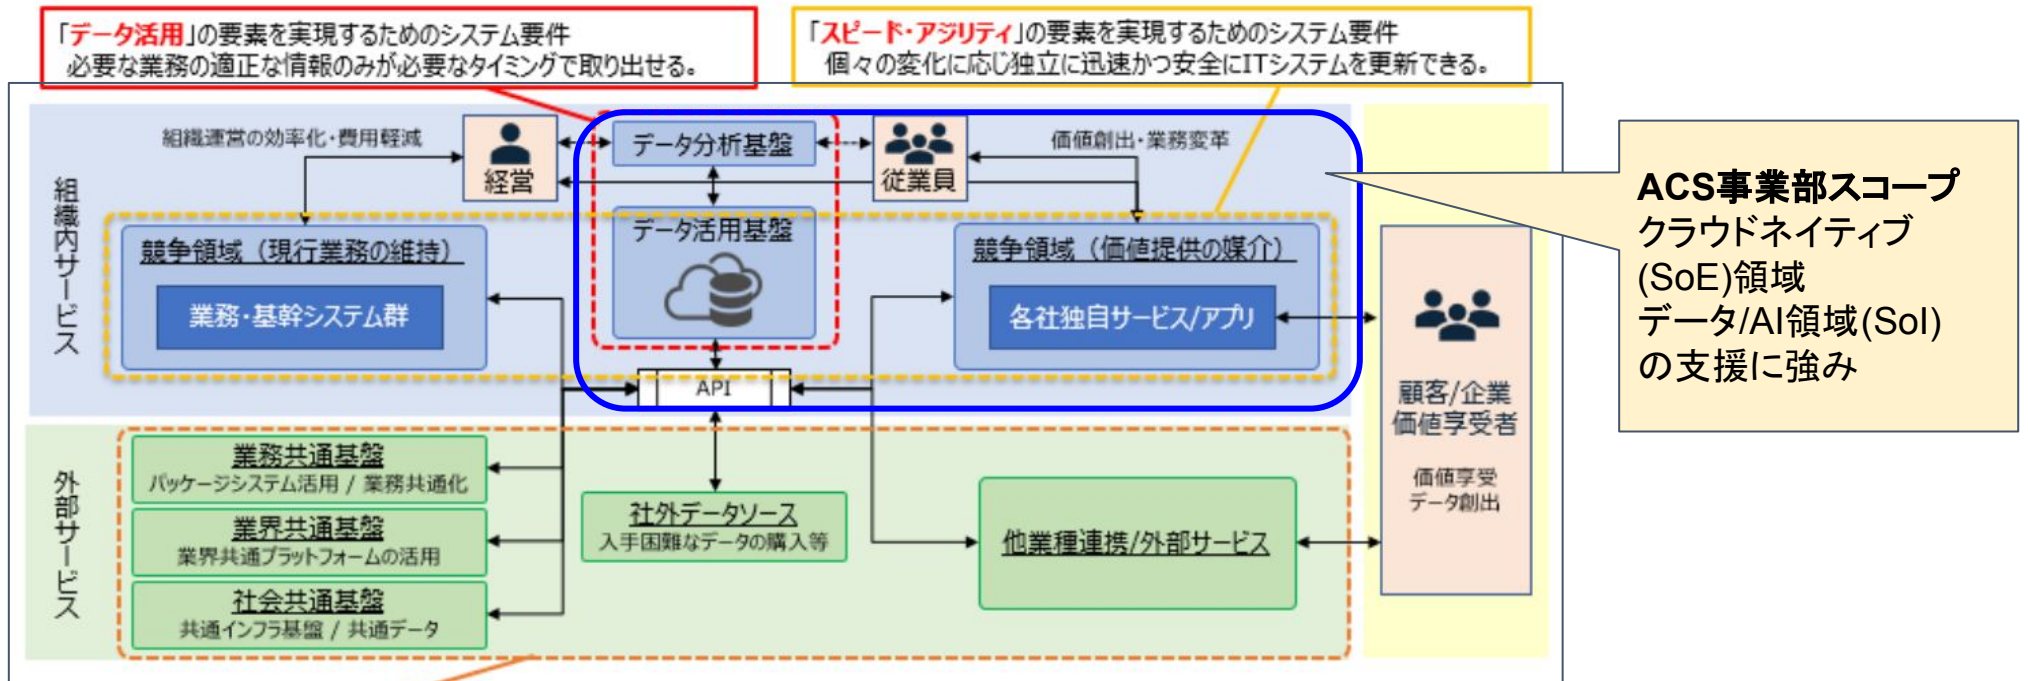 「データ活用」の要素を実現するためのシステム要件
必要な業務の適正な情報のみが必要なタイミングで取り出せる。
「スピード・アジリティ」の要素を実現するためのシステム要件
個々の変化に応じ独立に迅速かつ安全にITシステムを更新できる。
組織内サービス
組織運営の効率化・費用軽減
経営
データ分析基盤
従業員
価値創出・業務変革
競争領域（現行業務の維持）
業務・基幹システム群
データ活用基盤
競争領域（価値提供の媒介）
各社独自サービス/アプリ
API
外部サービス
業務共通基盤
パッケージシステム活用 / 業務共通化
業界共通基盤
業界共通プラットフォームの活用
社会共通基盤
共通インフラ基盤 / 共通データ
社外データソース
入手困難なデータの購入等
他業種連携/外部サービス
顧客/企業
価値享受者
価値享受
データ創出
ACS事業部スコープ
クラウドネイティブ
(SoE)領域
データ/AI領域(SoI)
の支援に強み